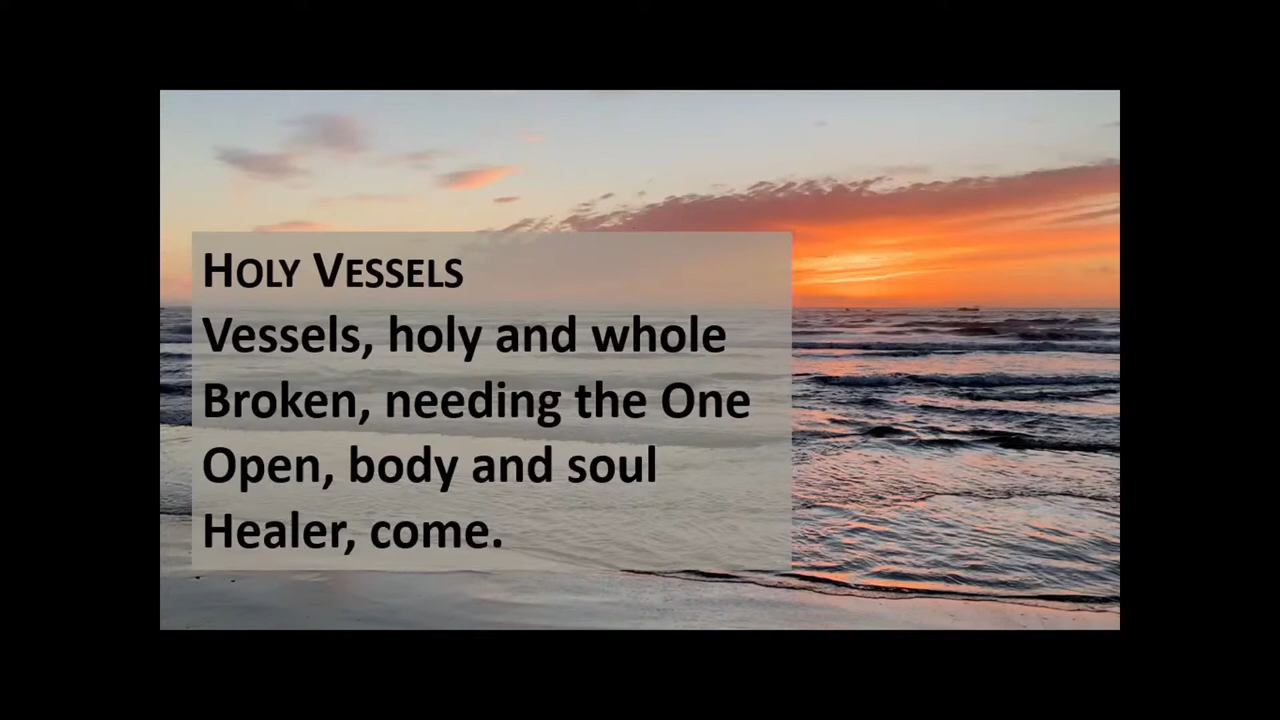 HOLY VESSELS
Vessels, holy and whole
Broken, needing the One
Open, body and soul
Healer, come.